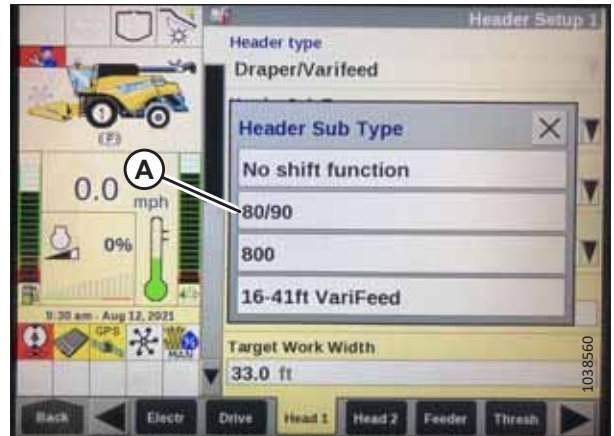 Header Setup 1
Header type
Draper/Varifeed
Header Sub Type
No shift function
80/90
800
16-41ft VariFeed
A
(P)
0.0 mph
0%
9:30 am - Aug 12, 2021
GPS
MAN
Target Work Width
33.0 ft
1038560
Back
Electr
Drive
Head 1
Head 2
Feeder
Thresh